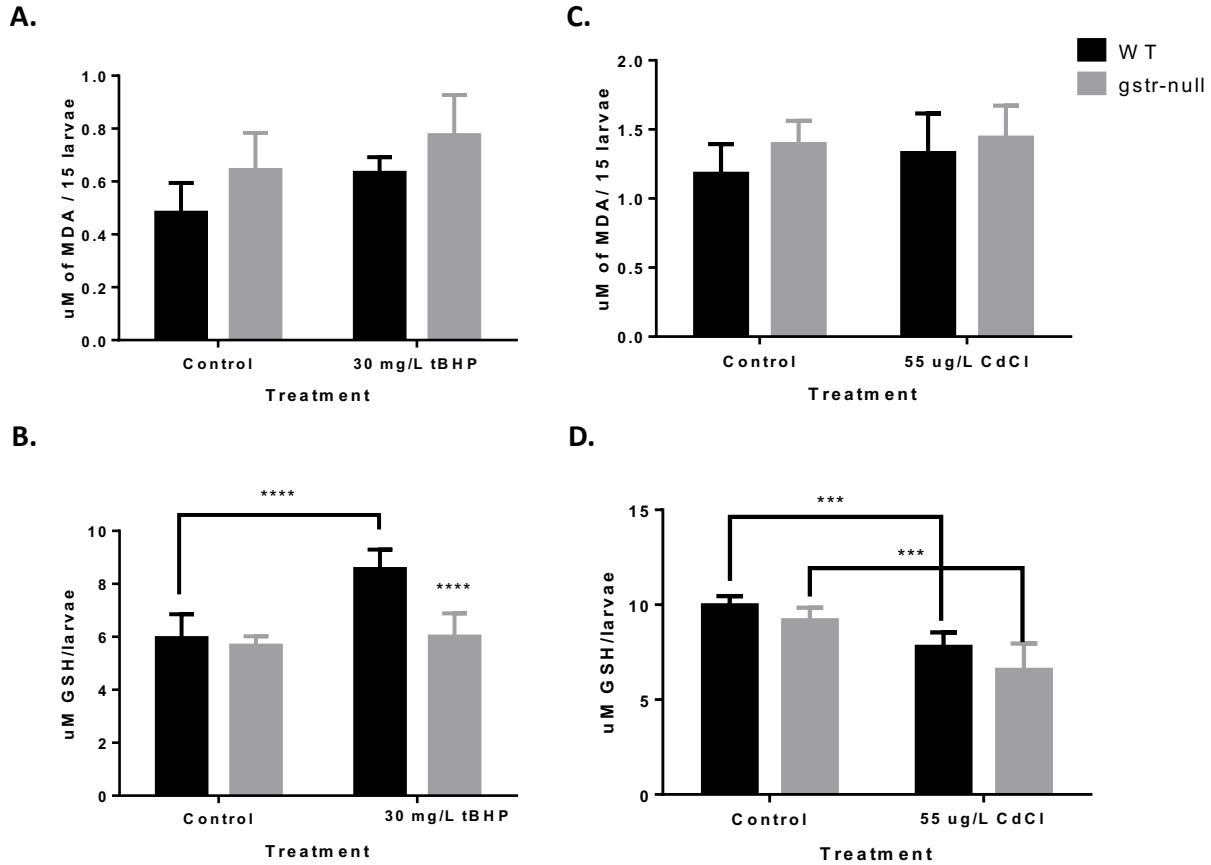 A.
1.0
0.8
0.6
0.4
0.2
0.0
uM of MDA / 15 larvae
Control
30 mg/L tBHP
Treatment
C.
WT
gstr-null
2.0
1.5
1.0
0.5
0.0
uM of MDA/ 15 larvae
Control
55 ug/L CdCl
Treatment
B.
****
****
10
8
6
4
2
0
uM GSH/larvae
Control
30 mg/L tBHP
Treatment
D.
***
***
15
10
5
0
uM GSH/larvae
Control
55 ug/L CdCl
Treatment